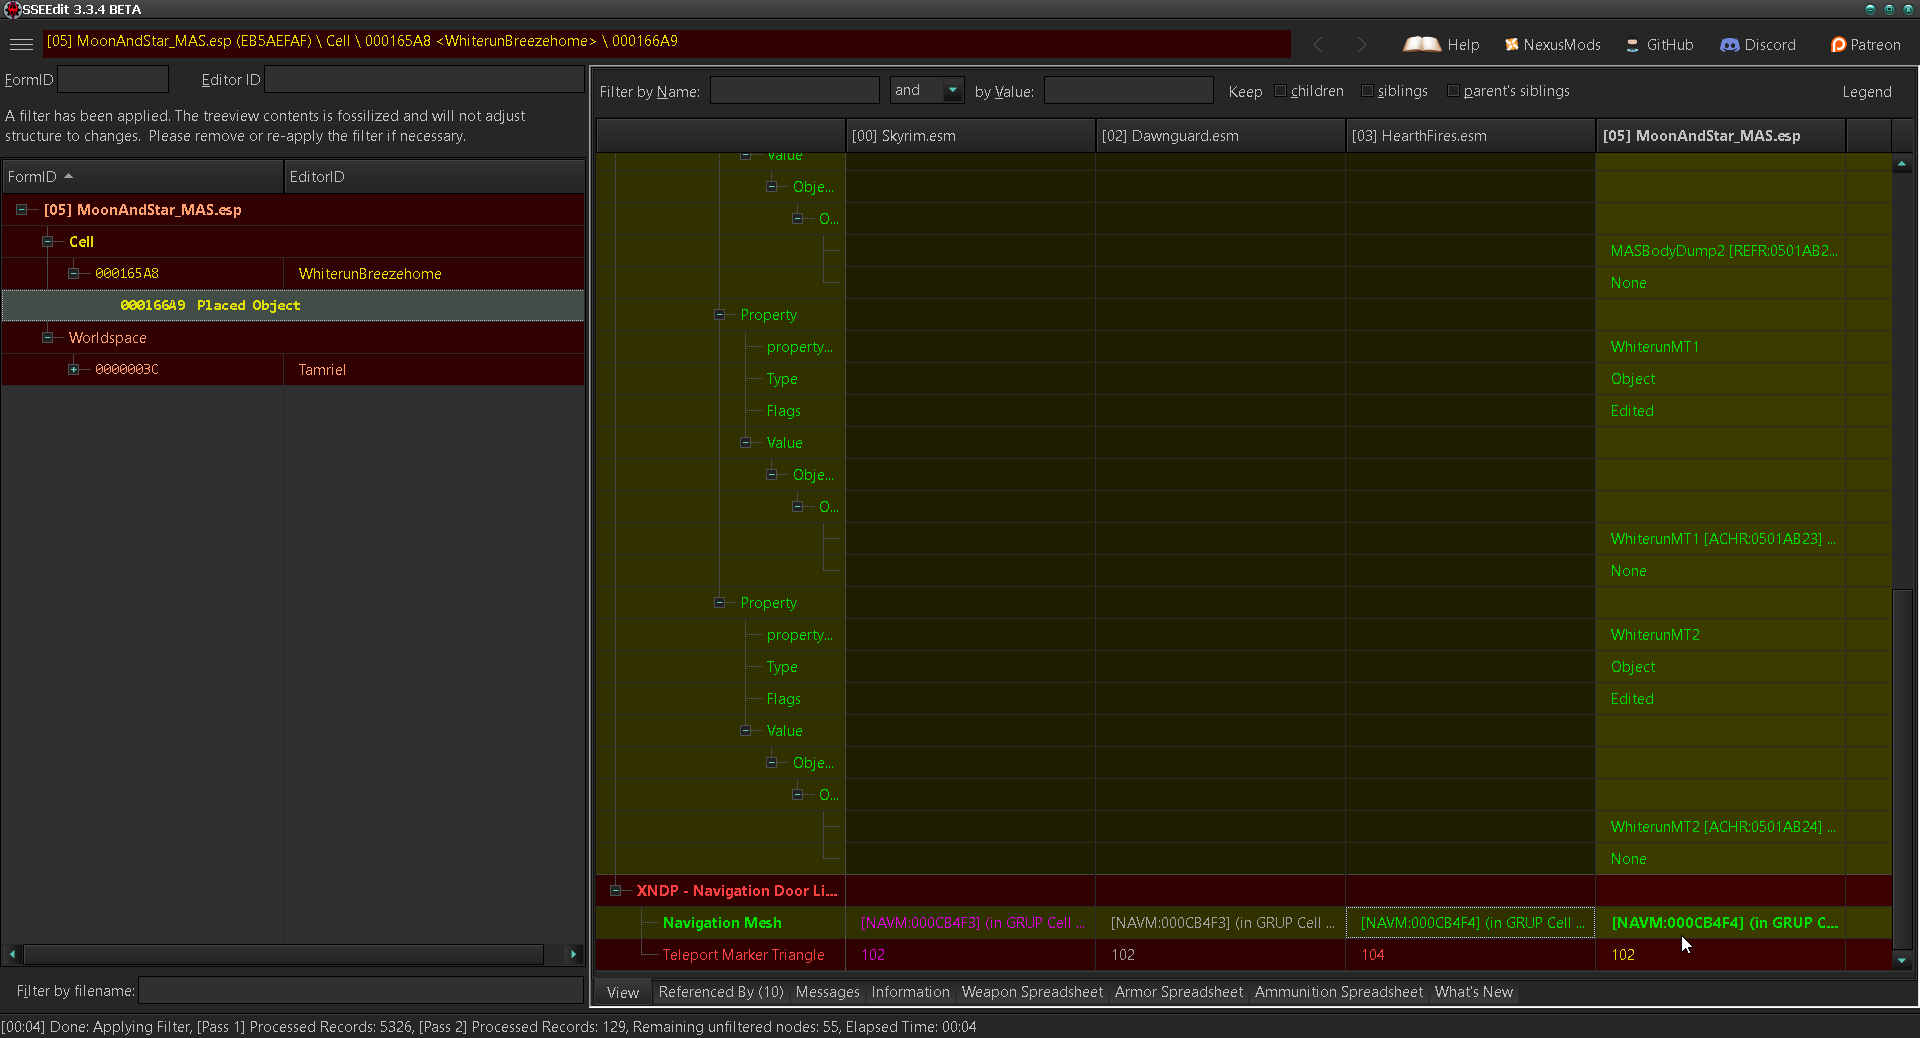 SSEEdit 3.3.4 BETA
[05] MoonAndStar_MAS.esp (EB5AEFAF) \ Cell \ 000165A8 <WhiterunBreezehome> \ 000166A9
Help NexusMods GitHub Discord Patreon
FormID Editor ID
A filter has been applied. The treeview contents is fossilized and will not adjust
structure to changes. Please remove or re-apply the filter if necessary.
FormID EditorID
[05] MoonAndStar_MAS.esp
Cell
000165A8 WhiterunBreezehome
000166A9 Placed Object
Worldspace
0000003C Tamriel
Filter by filename:
Filter by Name: and by Value: Keep children siblings parent's siblings Legend
[00] Skyrim.esm [02] Dawnguard.esm [03] HearthFires.esm [05] MoonAndStar_MAS.esp
Value
Obje...
O...
MASBodyDump2 [REFR:0501AB2...
None
Property
property... WhiterunMT1
Type Object
Flags Edited
Value
Obje...
O...
WhiterunMT1 [ACHR:0501AB23] ...
None
Property
property... WhiterunMT2
Type Object
Flags Edited
Value
Obje...
O...
WhiterunMT2 [ACHR:0501AB24] ...
None
XNDP - Navigation Door Li...
Navigation Mesh [NAVM:000CB4F3] (in GRUP Cell ... [NAVM:000CB4F3] (in GRUP Cell ... [NAVM:000CB4F4] (in GRUP Cell ... [NAVM:000CB4F4] (in GRUP C...
Teleport Marker Triangle 102 102 104 102
View Referenced By (10) Messages Information Weapon Spreadsheet Armor Spreadsheet Ammunition Spreadsheet What's New
[00:04] Done: Applying Filter, [Pass 1] Processed Records: 5326, [Pass 2] Processed Records: 129, Remaining unfiltered nodes: 55, Elapsed Time: 00:04